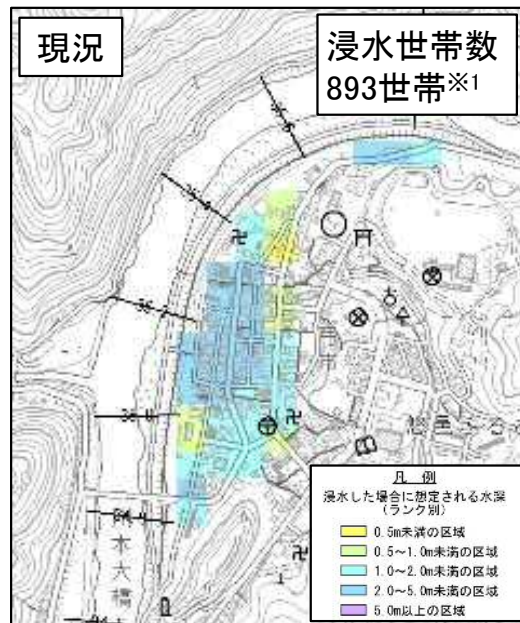 現況
浸水世帯数
893世帯※1
木大橋
凡 例
浸水した場合に想定される水深
(ランク別)
0.5m未満の区域
0.5～1.0m未満の区域
1.0～2.0m未満の区域
2.0～5.0m未満の区域
5.0m以上の区域